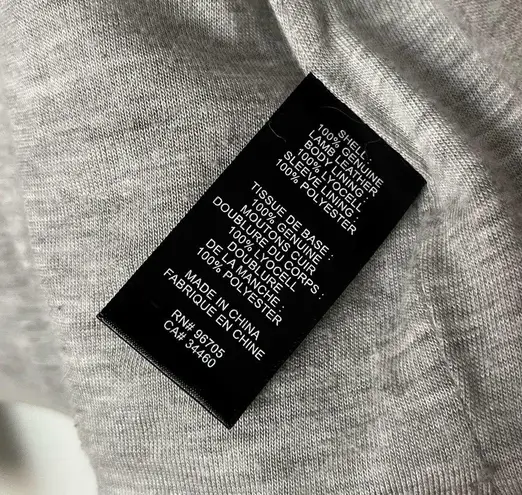 SHELL :
100% GENUINE
LAMB LEATHER
BODY LINING :
100% LYOCELL
SLEEVE LINING :
100% POLYESTER
TISSUE DE BASE :
100% GENUINE
MOUTONS CUIR
DOUBLURE DU CORPS :
100% LYOCELL
DOUBLURE
DE LA MANCHE :
100% POLYESTER
MADE IN CHINA
FABRIQUE EN CHINE
RN# 96705
CA# 34460